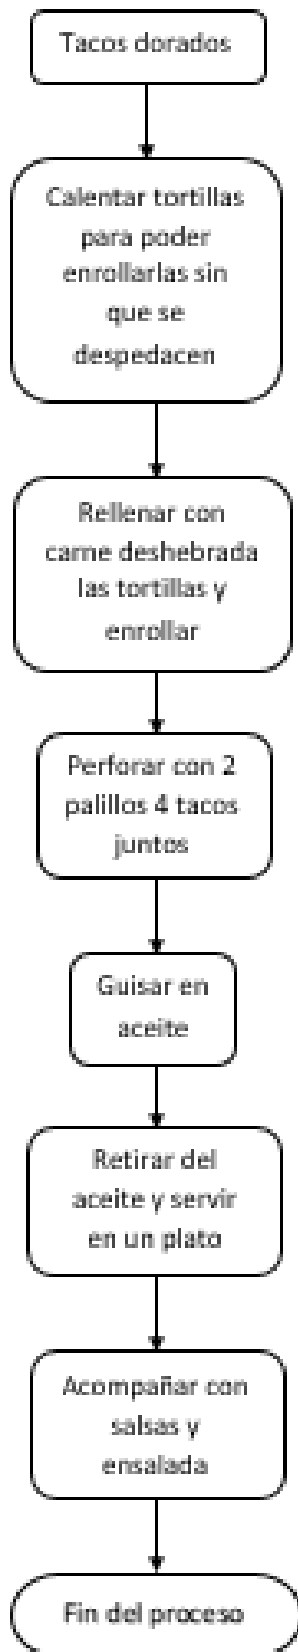 Tacos dorados
Calentar tortillas
para poder
enrollarlas sin
que se
despedacen
Rellenar con
carne deshebrada
las tortillas y
enrollar
Perforar con 2
palillos 4 tacos
juntos
Guisar en
aceite
Retirar del
aceite y servir
en un plato
Acompañar con
salsas y
ensalada
Fin del proceso